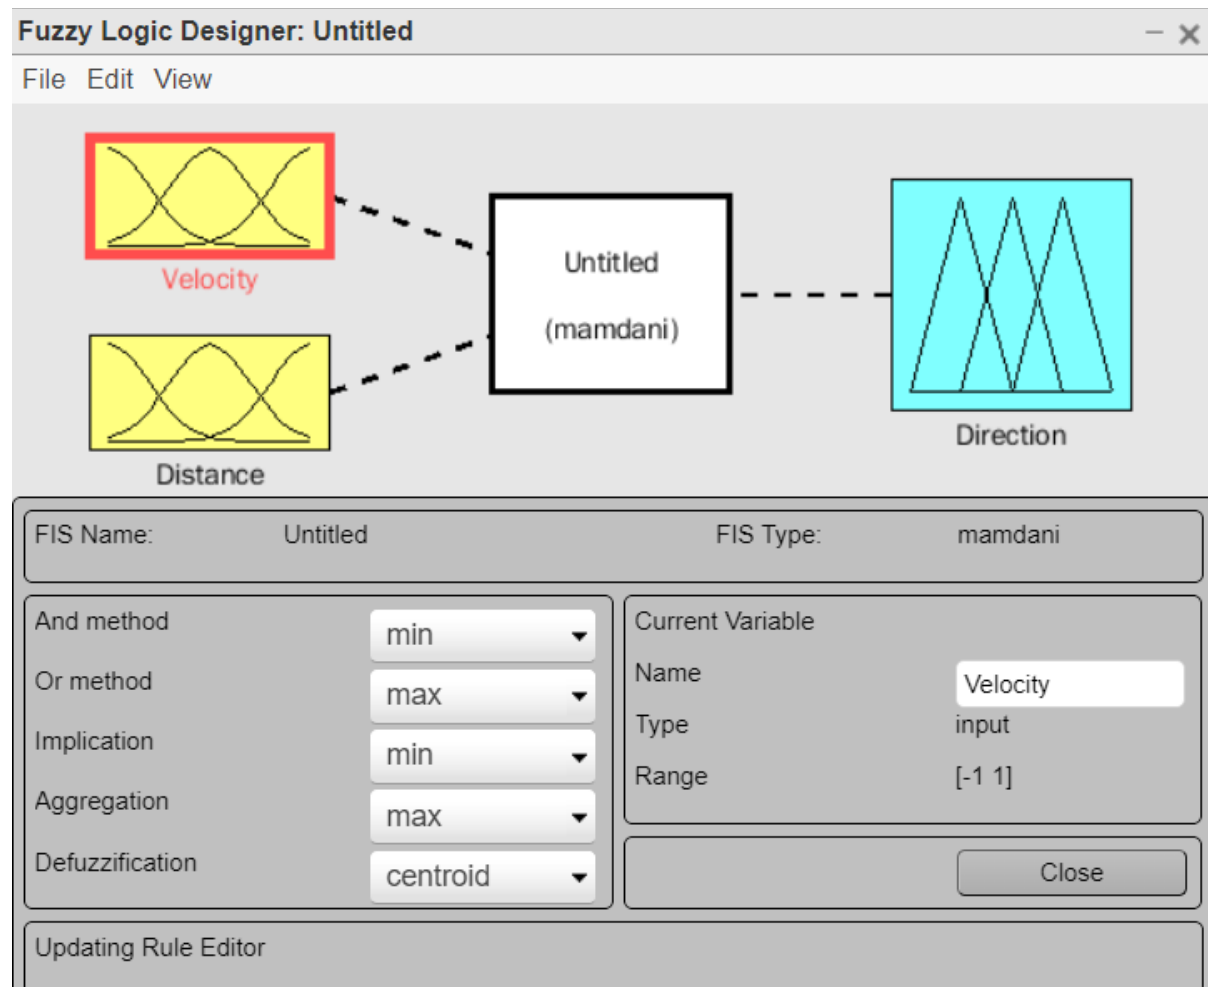 Fuzzy Logic Designer: Untitled
File Edit View
Velocity
Distance
Untitled
(mamdani)
Direction
FIS Name: Untitled FIS Type: mamdani
And method min
Or method max
Implication min
Aggregation max
Defuzzification centroid
Current Variable
Name Velocity
Type input
Range [-1 1]
Close
Updating Rule Editor